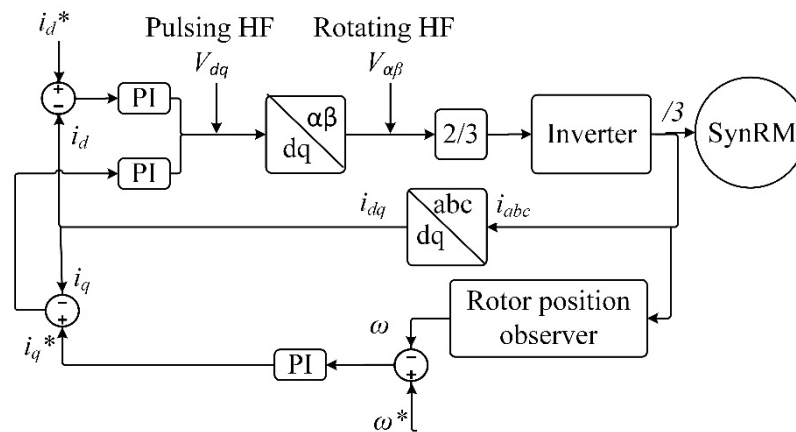 i_d*
Pulsing HF
V_dq
Rotating HF
V_αβ
+
−
PI
αβ
dq
2/3
Inverter
/3
SynRM
i_d
PI
i_dq
abc
dq
i_abc
i_q
−
+
i_q*
Rotor position
observer
ω
PI
−
+
ω*